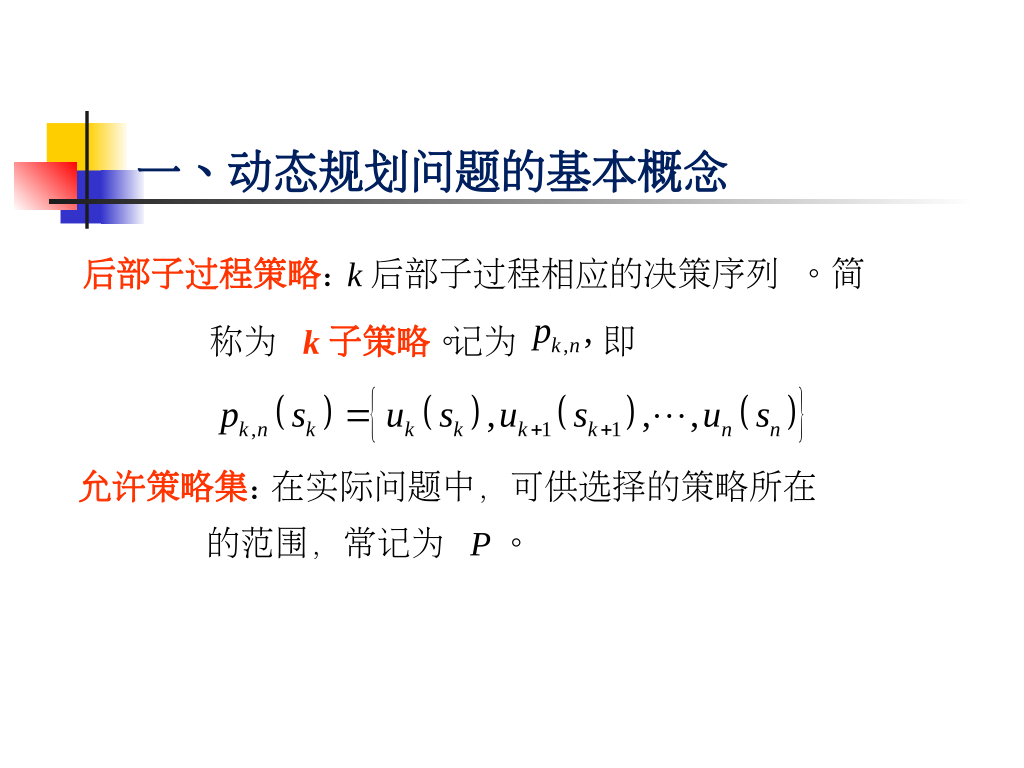 一、动态规划问题的基本概念
后部子过程策略：k 后部子过程相应的决策序列 。简
称为 k 子策略。记为 p_{k,n}，即
p_{k,n}(s_k)={u_k(s_k),u_{k+1}(s_{k+1}),⋯,u_n(s_n)}
允许策略集：在实际问题中，可供选择的策略所在
的范围，常记为 P 。